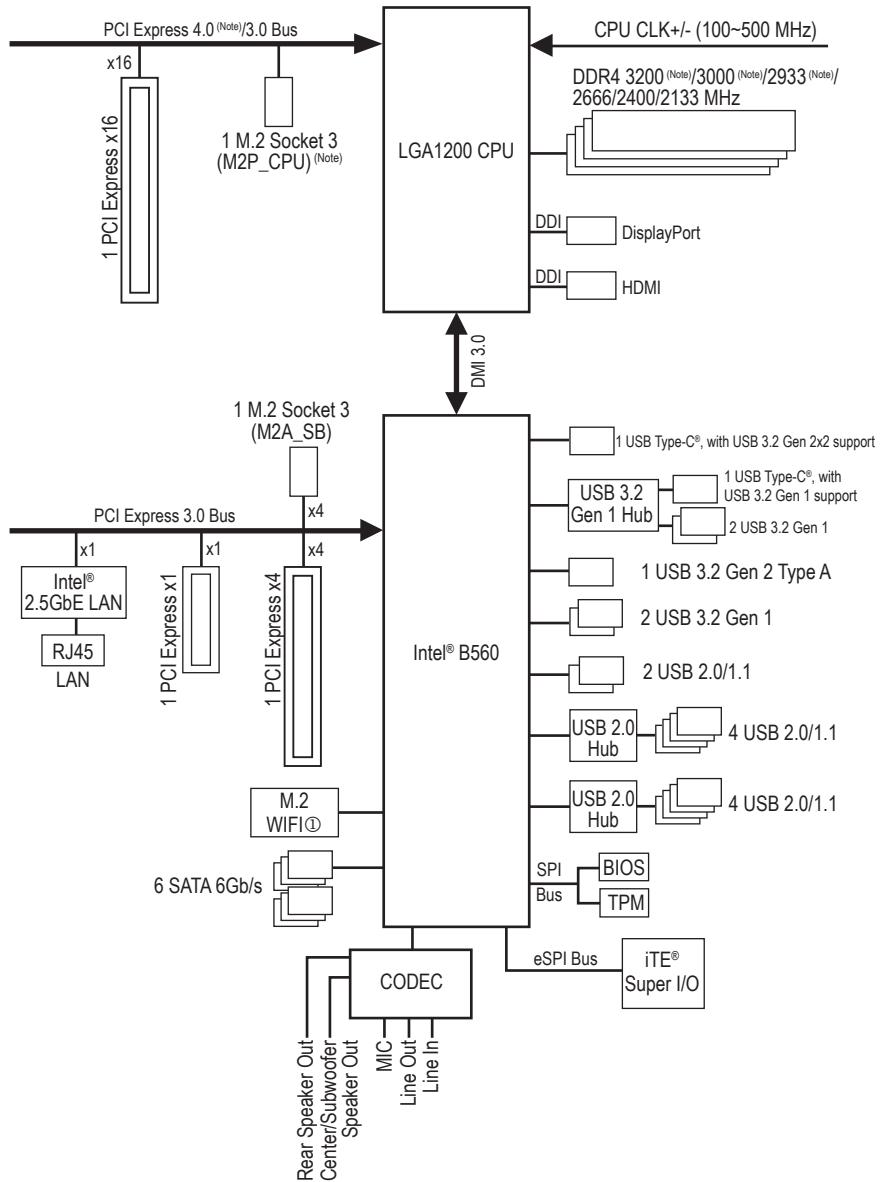 PCI Express 4.0 (Note)/3.0 Bus
CPU CLK+/- (100~500 MHz)
x16
1 PCI Express x16
1 M.2 Socket 3
(M2P_CPU) (Note)
LGA1200 CPU
DDR4 3200 (Note)/3000 (Note)/2933 (Note)/
2666/2400/2133 MHz
DDI
DisplayPort
DDI
HDMI
DMI 3.0
1 M.2 Socket 3
(M2A_SB)
x4
PCI Express 3.0 Bus
x1
x1
x4
Intel®
2.5GbE LAN
RJ45
LAN
1 PCI Express x1
1 PCI Express x4
Intel® B560
1 USB Type-C®, with USB 3.2 Gen 2x2 support
USB 3.2
Gen 1 Hub
1 USB Type-C®, with
USB 3.2 Gen 1 support
2 USB 3.2 Gen 1
1 USB 3.2 Gen 2 Type A
2 USB 3.2 Gen 1
2 USB 2.0/1.1
USB 2.0
Hub
4 USB 2.0/1.1
USB 2.0
Hub
4 USB 2.0/1.1
M.2
WIFI①
6 SATA 6Gb/s
SPI
Bus
BIOS
TPM
eSPI Bus
iTE®
Super I/O
CODEC
Rear Speaker Out
Center/Subwoofer
Speaker Out
MIC
Line Out
Line In